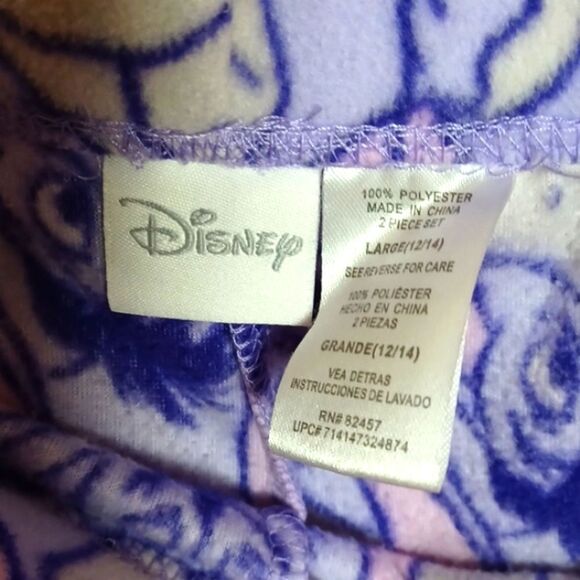 Disney
100% POLYESTER
MADE IN CHINA
2 PIECE SET
LARGE(12/14)
SEE REVERSE FOR CARE
100% POLIÉSTER
HECHO EN CHINA
2 PIEZAS
GRANDE(12/14)
VEA DETRAS
INSTRUCCIONES DE LAVADO
RN# 82457
UPC# 714147324874